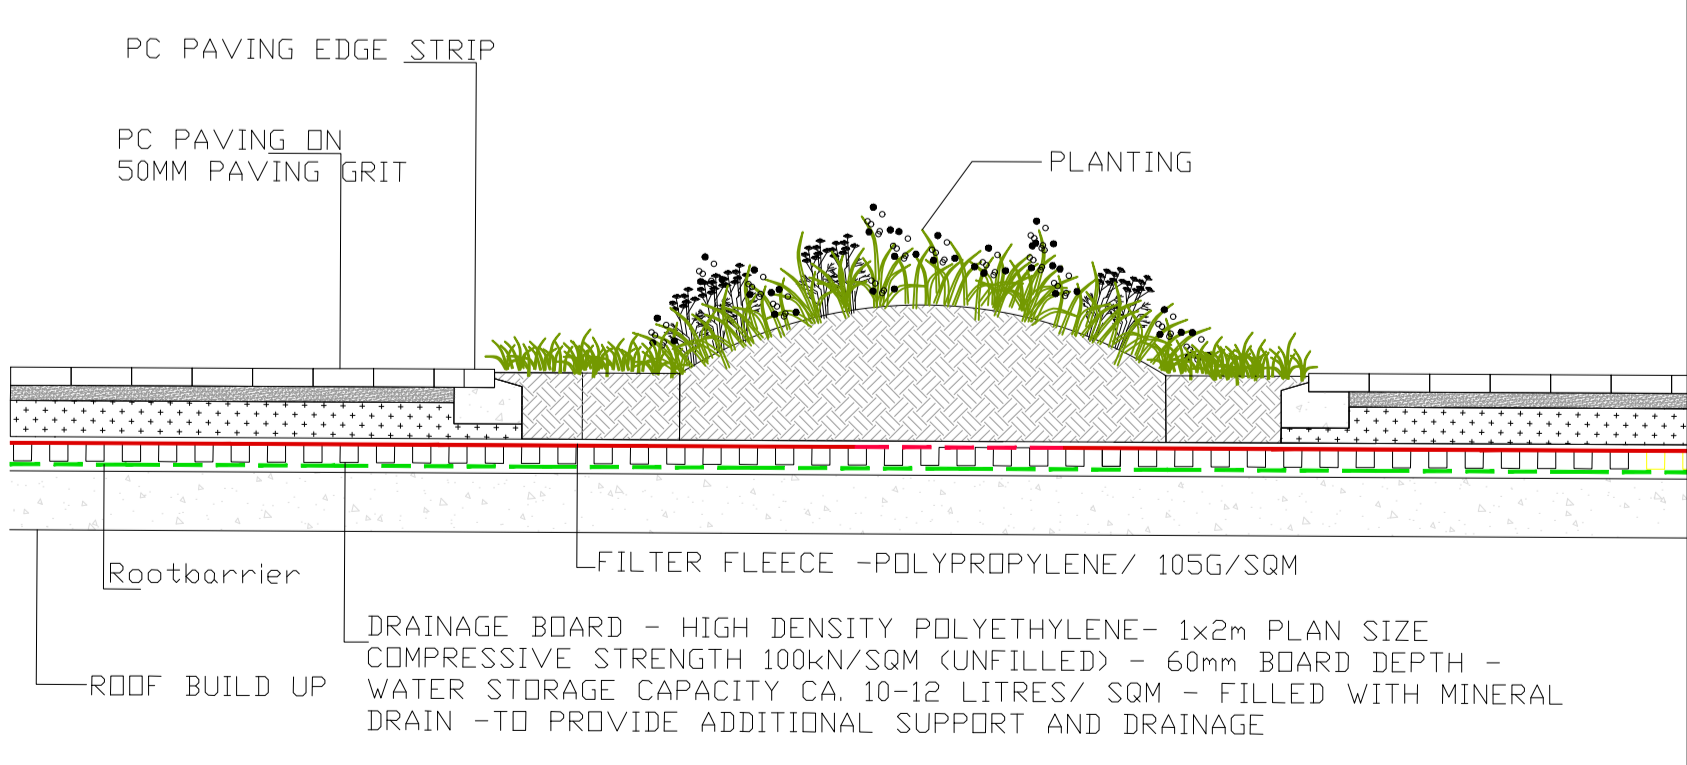 PC PAVING EDGE STRIP
PC PAVING ON
50MM PAVING GRIT
PLANTING
FILTER FLEECE -POLYPROPYLENE/ 105G/SQM
Rootbarrier
DRAINAGE BOARD - HIGH DENSITY POLYETHYLENE- 1x2m PLAN SIZE
COMPRESSIVE STRENGTH 100kN/SQM (UNFILLED) - 60mm BOARD DEPTH -
WATER STORAGE CAPACITY CA. 10-12 LITRES/ SQM - FILLED WITH MINERAL
DRAIN -TO PROVIDE ADDITIONAL SUPPORT AND DRAINAGE
ROOF BUILD UP